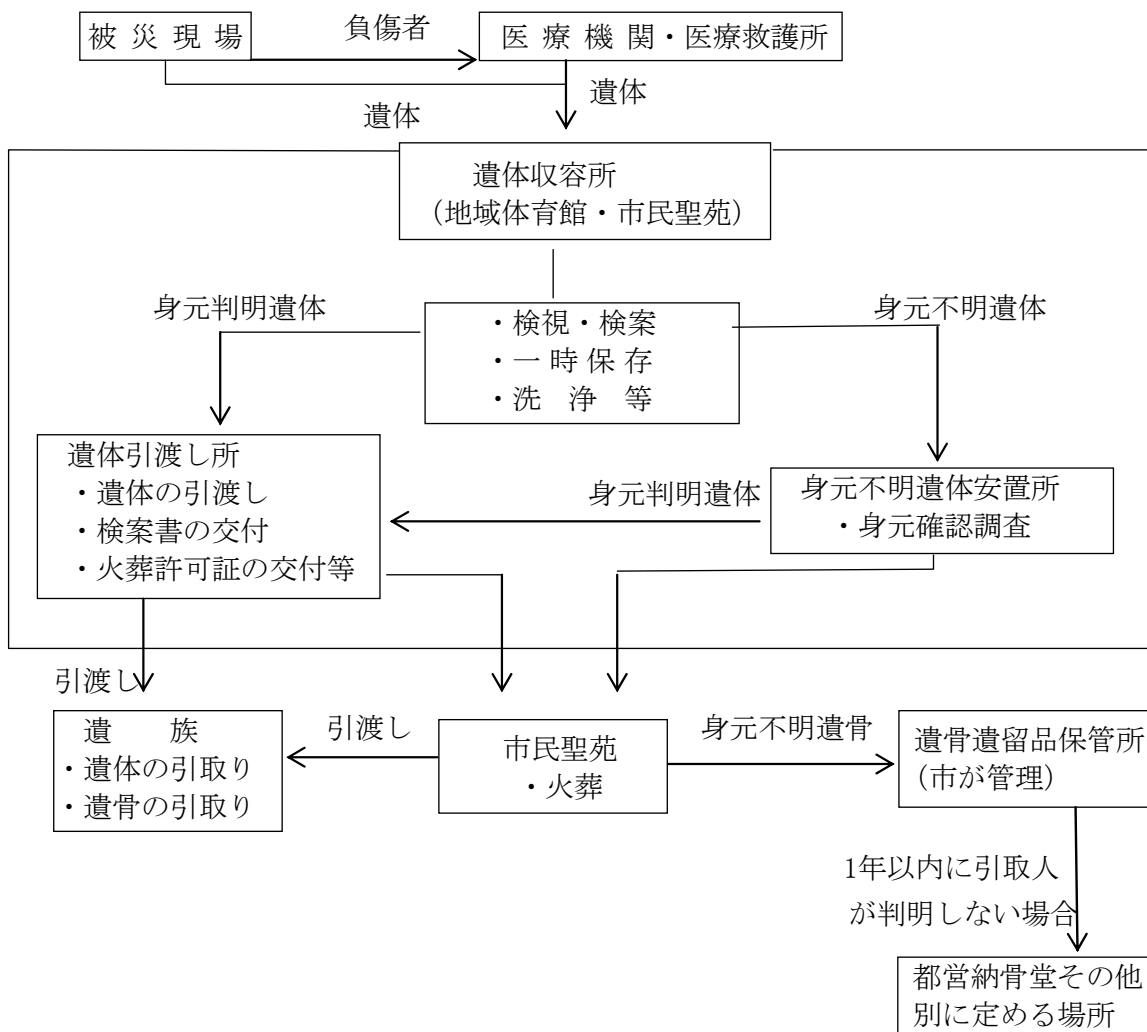 被 災 現 場
負傷者
医 療 機 関・医療救護所
遺体
遺体
遺体収容所
（地域体育館・市民聖苑）
身元判明遺体
・検視・検案
・一 時 保 存
・洗　浄　等
身元不明遺体
遺体引渡し所
・遺体の引渡し
・検案書の交付
・火葬許可証の交付等
身元判明遺体
身元不明遺体安置所
・身元確認調査
引渡し
遺　　族
・遺体の引取り
・遺骨の引取り
引渡し
市民聖苑
・火葬
身元不明遺骨
遺骨遺留品保管所
（市が管理）
1年以内に引取人
が判明しない場合
都営納骨堂その他
別に定める場所